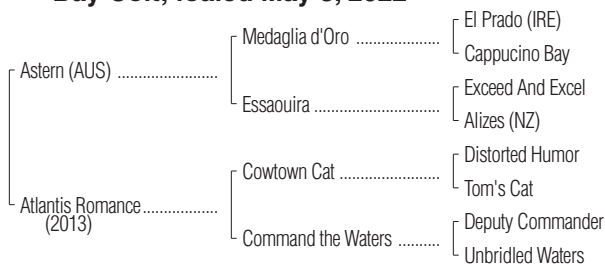 Bay Colt; foaled May 6, 2022
El Prado (IRE)
Medaglia d'Oro ....................
Cappucino Bay
Astern (AUS) ........................
Exceed And Excel
Essaouira ..............................
Alizes (NZ)
Distorted Humor
Cowtown Cat ........................
Tom's Cat
Atlantis Romance ..................
(2013)
Deputy Commander
Command the Waters ..........
Unbridled Waters